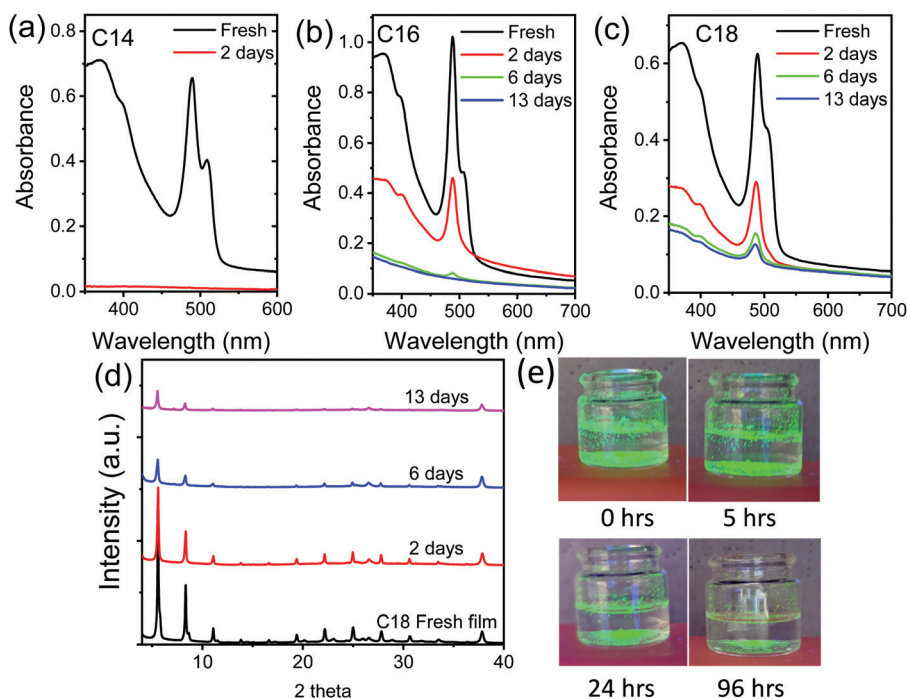 (a)
C14
Fresh
2 days
Absorbance
0.8
0.6
0.4
0.2
0.0
400
500
600
Wavelength (nm)
(b)
C16
Fresh
2 days
6 days
13 days
Absorbance
1.0
0.8
0.6
0.4
0.2
0.0
400
500
600
700
Wavelength (nm)
(c)
C18
Fresh
2 days
6 days
13 days
Absorbance
0.6
0.4
0.2
0.0
400
500
600
700
Wavelength (nm)
(d)
13 days
6 days
2 days
C18 Fresh film
Intensity (a.u.)
10
20
30
40
2 theta
(e)
0 hrs
5 hrs
24 hrs
96 hrs